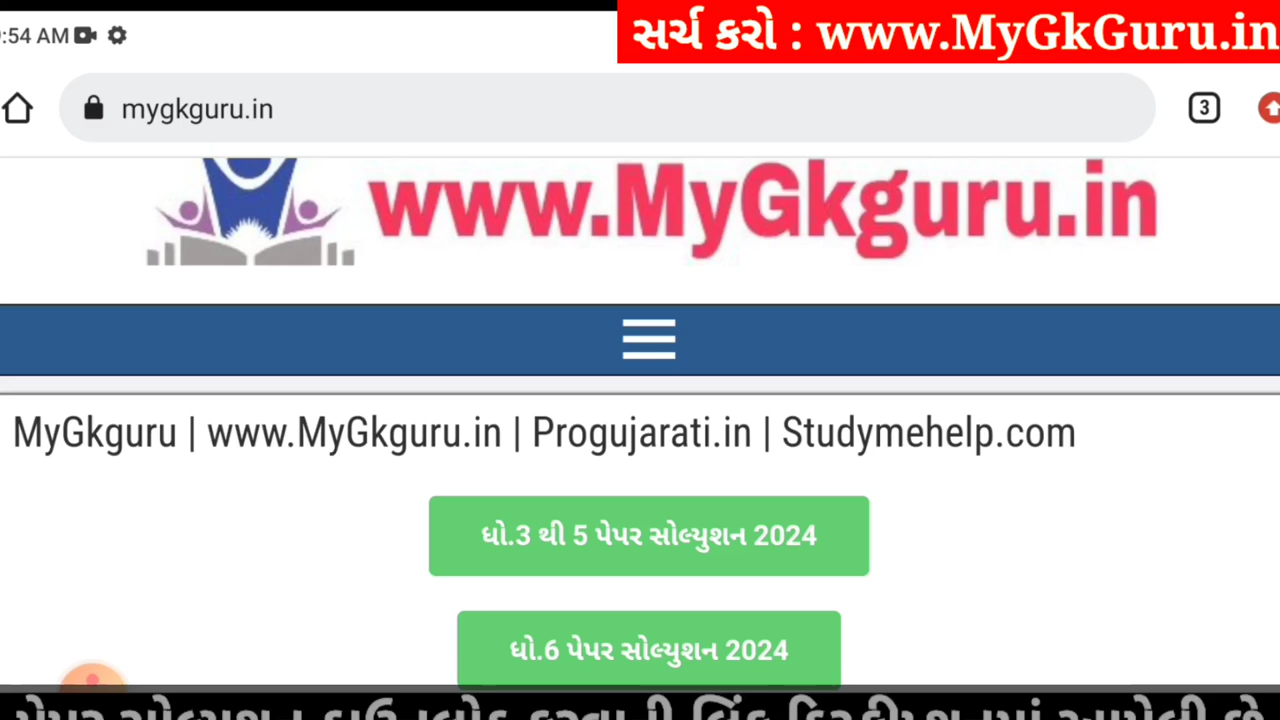 :54 AM
સર્ચ કરો : www.MyGkGuru.in
mygkguru.in
3
www.MyGkguru.in
MyGkguru | www.MyGkguru.in | Progujarati.in | Studymehelp.com
ધો.3 થી 5 પેપર સોલ્યુશન 2024
ધો.6 પેપર સોલ્યુશન 2024